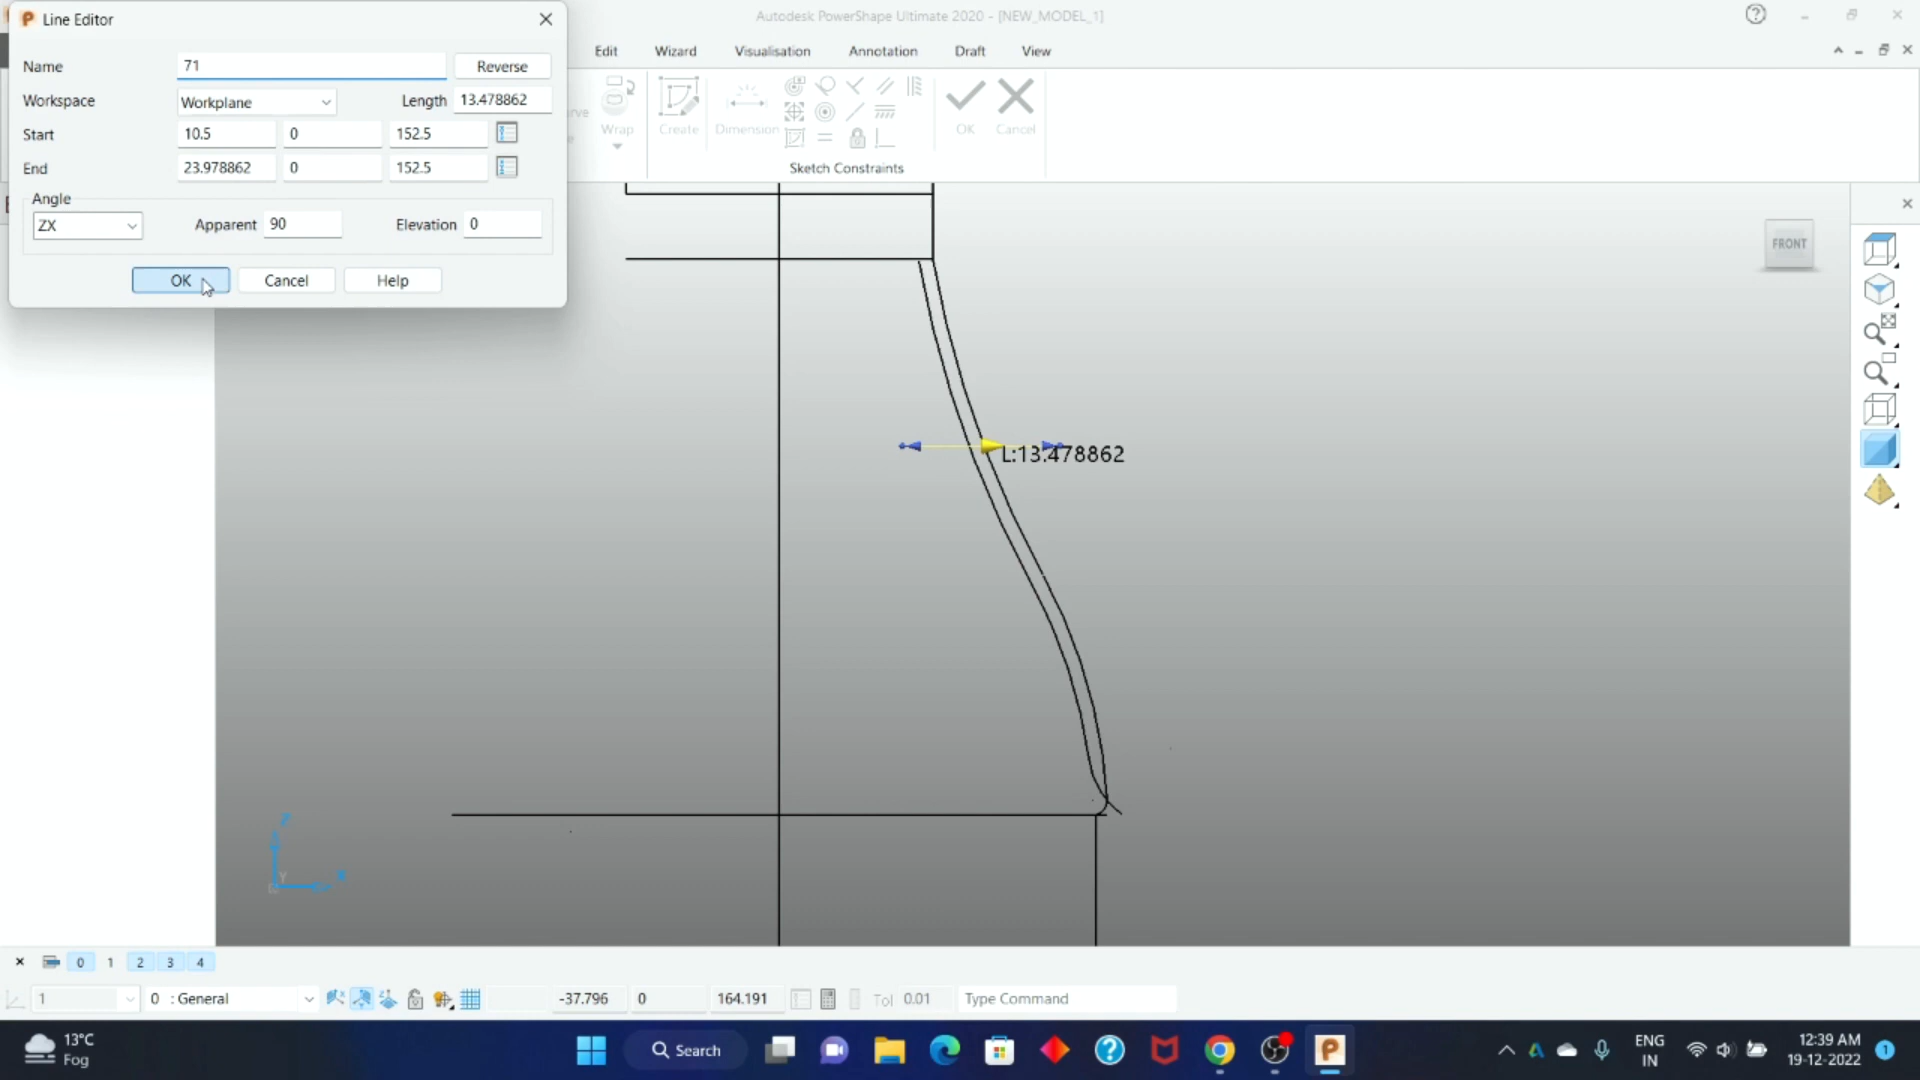 Line Editor
Autodesk PowerShape Ultimate 2020 - [NEW_MODEL_1]
Name 71 Reverse
Workspace Workplane Length 13.478862
Start 10.5 0 152.5
End 23.978862 0 152.5
Angle
ZX Apparent 90 Elevation 0
OK Cancel Help
Edit Wizard Visualisation Annotation Draft View
Wrap Create Dimension OK Cancel
Sketch Constraints
FRONT
L:13.478862
Z
Y X
0 1 2 3 4
1 0 : General -37.796 0 164.191 Tol 0.01 Type Command
13°C
Fog
Search
ENG
IN
12:39 AM
19-12-2022
1